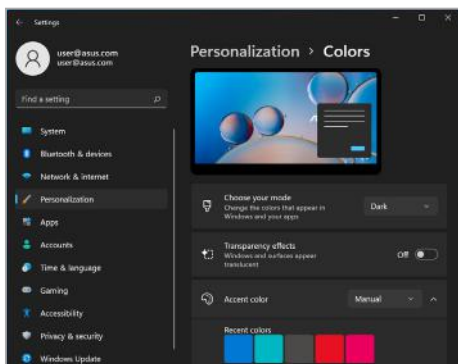 Settings
user@asus.com
user@asus.com
Find a setting
System
Bluetooth & devices
Network & internet
Personalization
Apps
Accounts
Time & language
Gaming
Accessibility
Privacy & security
Windows Update
Personalization > Colors
Choose your mode
Change the colors that appear in
Windows and your apps
Dark
Transparency effects
Windows and surfaces appear
translucent
Off
Accent color
Manual
Recent colors